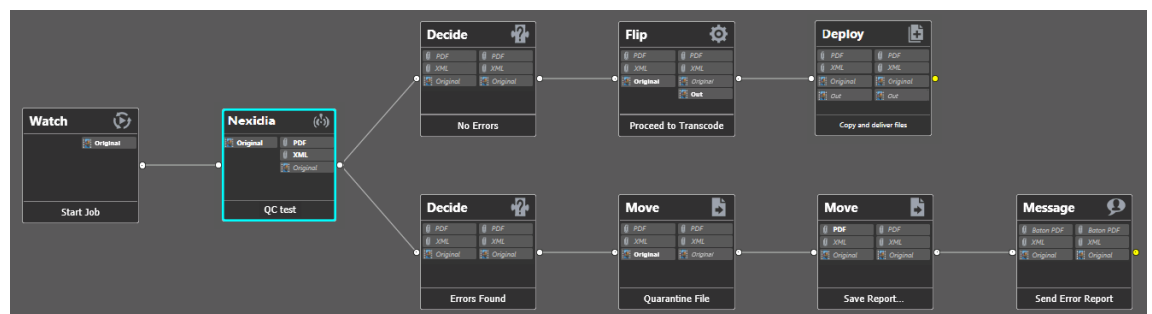 Watch
Original
Start Job
Nexidia
Original PDF
XML
Original
QC test
Decide
PDF PDF
XML XML
Original Original
No Errors
Flip
PDF PDF
XML XML
Original Original
Out
Proceed to Transcode
Deploy
PDF PDF
XML XML
Original Original
Out Out
Copy and deliver files
Decide
PDF PDF
XML XML
Original Original
Errors Found
Move
PDF PDF
XML XML
Original Original
Quarantine File
Move
PDF PDF
XML XML
Original Original
Save Report...
Message
Baton PDF Baton PDF
XML XML
Original Original
Send Error Report